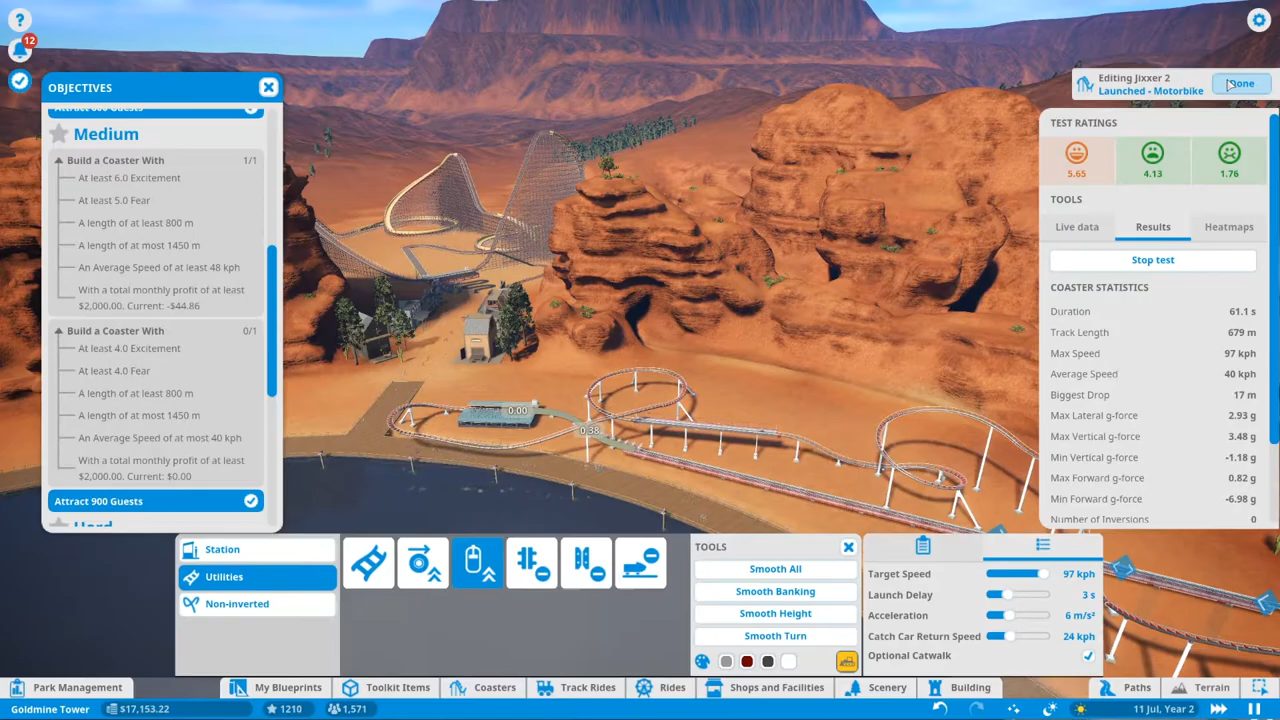 ?
12
OBJECTIVES
Medium
Build a Coaster With 1/1
At least 6.0 Excitement
At least 5.0 Fear
A length of at least 800 m
A length of at most 1450 m
An Average Speed of at least 48 kph
With a total monthly profit of at least
$2,000.00. Current: -$44.86
Build a Coaster With 0/1
At least 4.0 Excitement
At least 4.0 Fear
A length of at least 800 m
A length of at most 1450 m
An Average Speed of at most 40 kph
With a total monthly profit of at least
$2,000.00. Current: $0.00
Attract 900 Guests
Editing Jixxer 2
Launched - Motorbike
TEST RATINGS
5.65 4.13 1.76
TOOLS
Live data Results Heatmaps
Stop test
COASTER STATISTICS
Duration 61.1 s
Track Length 679 m
Max Speed 97 kph
Average Speed 40 kph
Biggest Drop 17 m
Max Lateral g-force 2.93 g
Max Vertical g-force 3.48 g
Min Vertical g-force -1.18 g
Max Forward g-force 0.82 g
Min Forward g-force -6.98 g
Number of Inversions 0
0.00
0.38
Station
Utilities
Non-inverted
TOOLS
Smooth All
Smooth Banking
Smooth Height
Smooth Turn
Target Speed 97 kph
Launch Delay 3 s
Acceleration 6 m/s²
Catch Car Return Speed 24 kph
Optional Catwalk
Park Management My Blueprints Toolkit Items Coasters Track Rides Rides Shops and Facilities Scenery Building Paths Terrain
Goldmine Tower $17,153.22 1210 1,571 11 Jul, Year 2